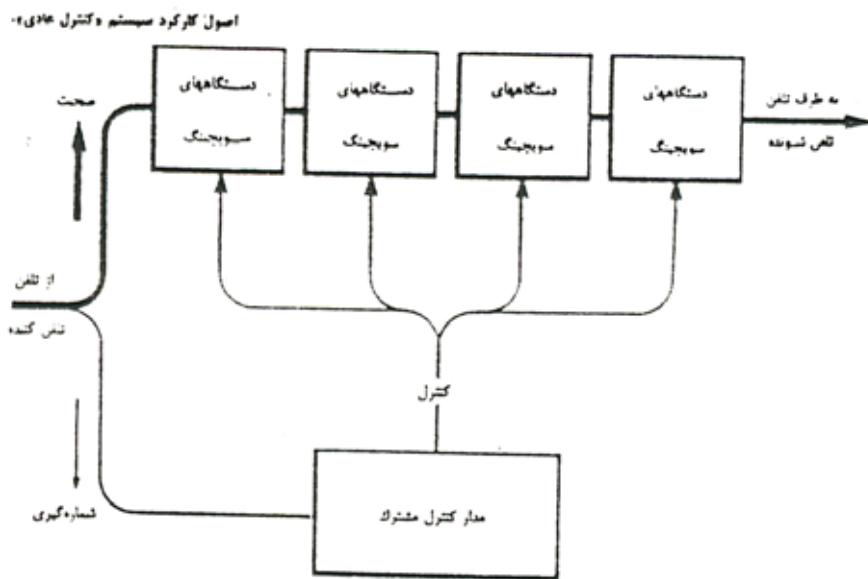 اصول کارکرد سیستم «کنترل عادی».
دستگاههای
سویچینگ
دستگاههای
سویچینگ
دستگاههای
سویچینگ
دستگاههای
سویچینگ
به طرف تلفن
تلفن شونده
صحبت
از تلفن
تلفن کننده
کنترل
شماره‌گیری
مدار کنترل مشترک